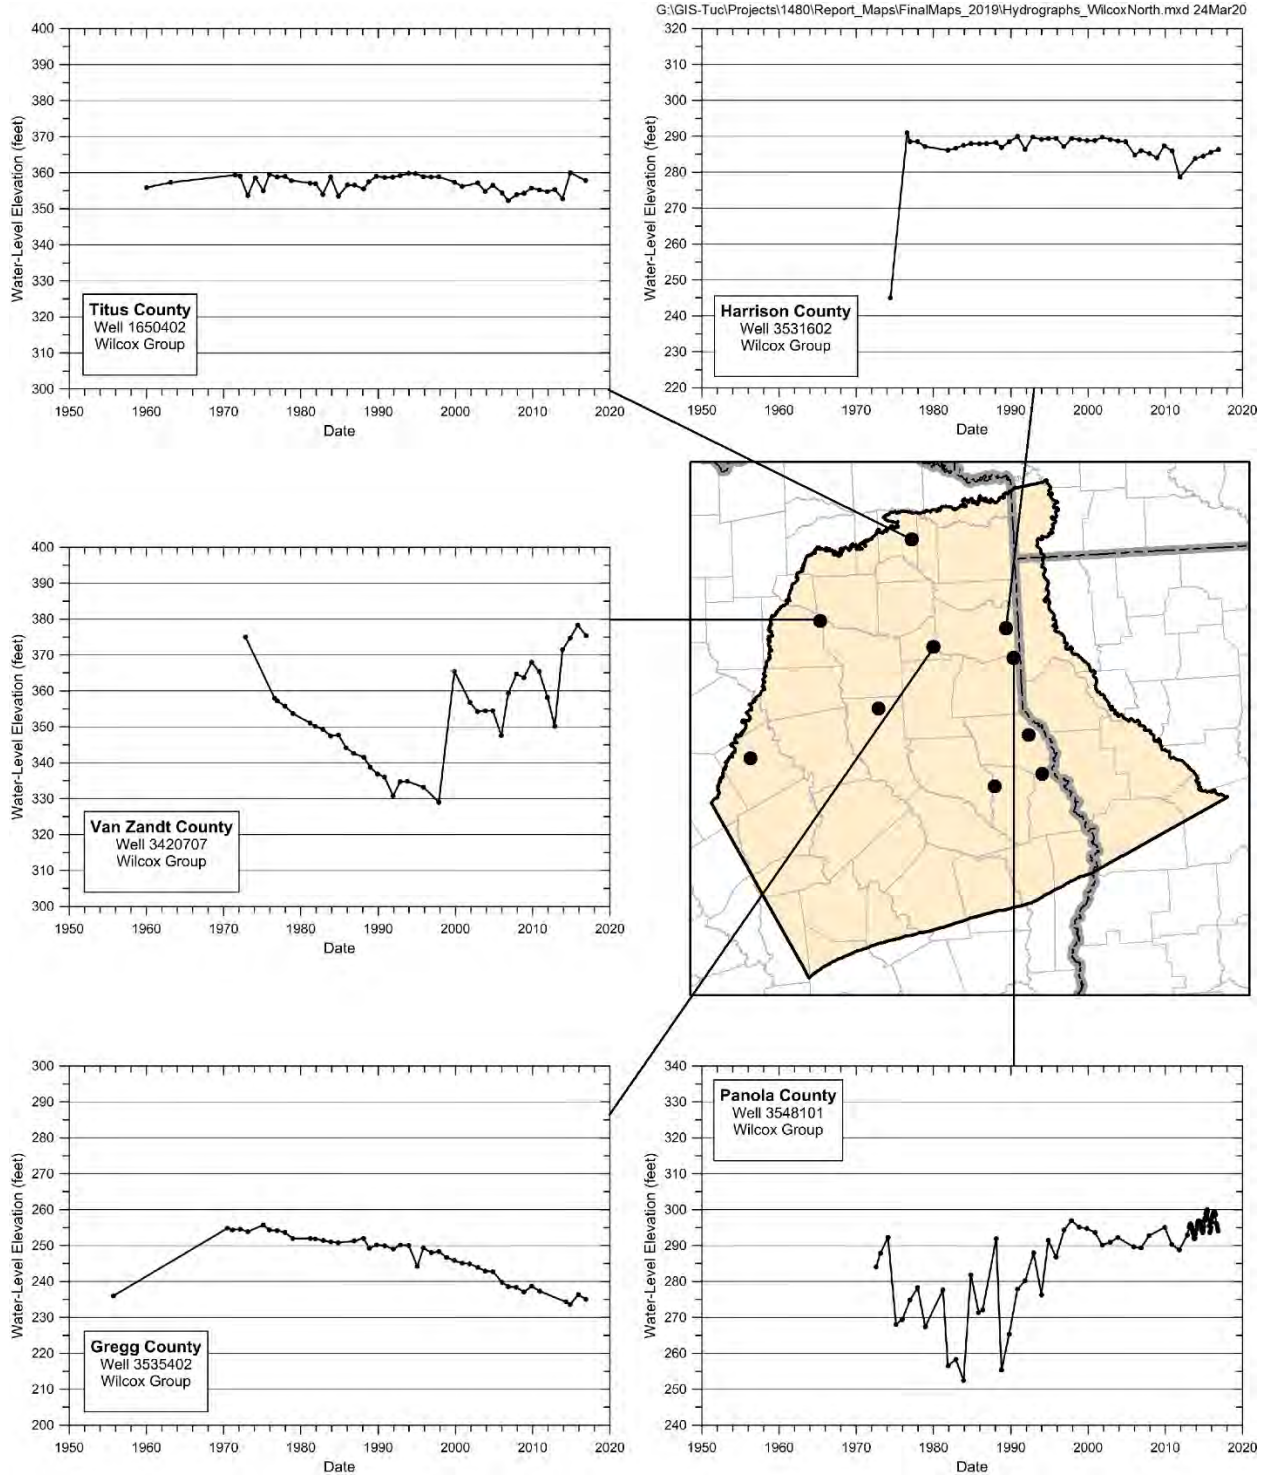 G:\GIS-Tuc\Projects\1480\Report_Maps\FinalMaps_2019\Hydrographs_WilcoxNorth.mxd 24Mar20
400
390
380
370
360
350
340
330
320
310
300
Water-Level Elevation (feet)
Titus County
Well 1650402
Wilcox Group
1950 1960 1970 1980 1990 2000 2010 2020
Date
320
310
300
290
280
270
260
250
240
230
220
Water-Level Elevation (feet)
Harrison County
Well 3531602
Wilcox Group
1950 1960 1970 1980 1990 2000 2010 2020
Date
400
390
380
370
360
350
340
330
320
310
300
Water-Level Elevation (feet)
Van Zandt County
Well 3420707
Wilcox Group
1950 1960 1970 1980 1990 2000 2010 2020
Date
300
290
280
270
260
250
240
230
220
210
200
Water-Level Elevation (feet)
Gregg County
Well 3535402
Wilcox Group
1950 1960 1970 1980 1990 2000 2010 2020
Date
340
330
320
310
300
290
280
270
260
250
240
Water-Level Elevation (feet)
Panola County
Well 3548101
Wilcox Group
1950 1960 1970 1980 1990 2000 2010 2020
Date